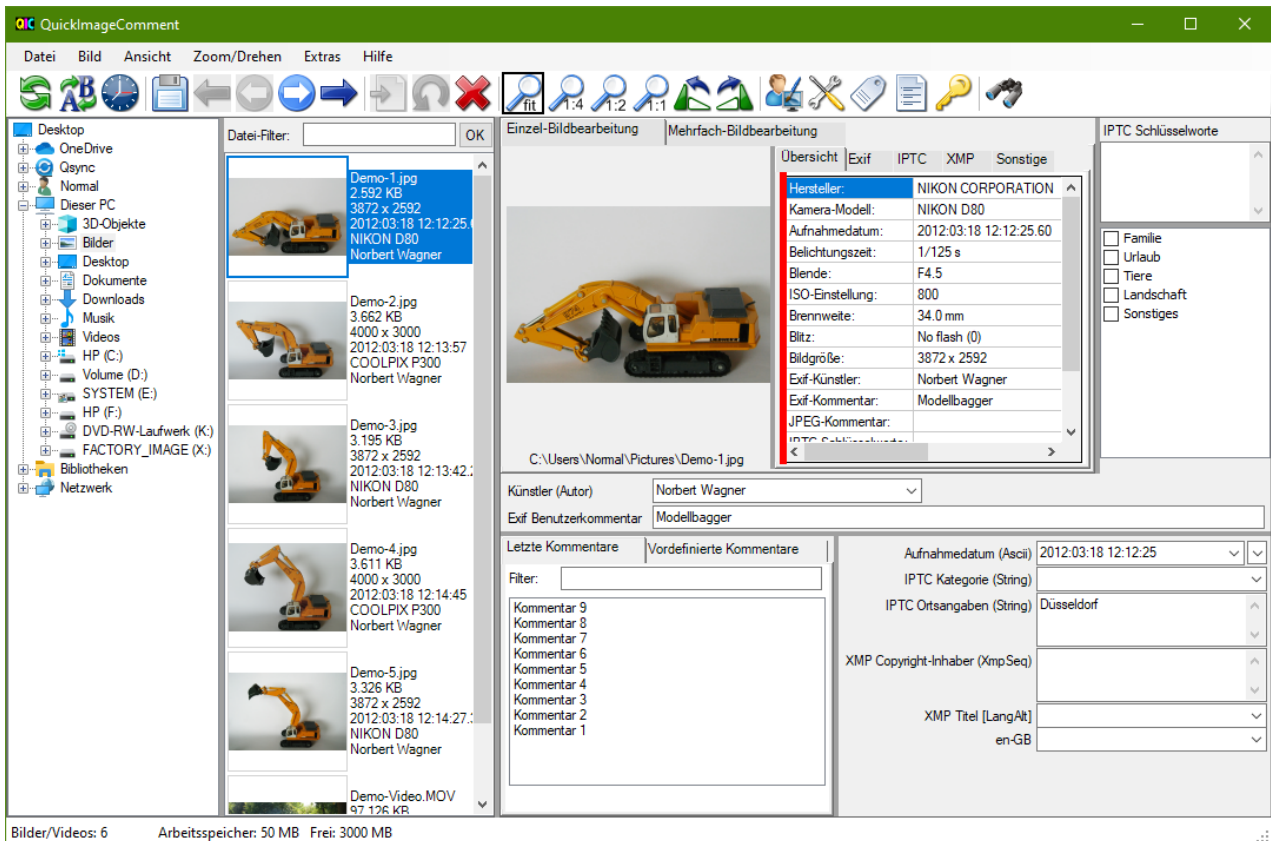 QuickImageComment
Datei Bild Ansicht Zoom/Drehen Extras Hilfe
fit 1:4 1:2 1:1
Desktop
OneDrive
Qsync
Normal
Dieser PC
3D-Objekte
Bilder
Desktop
Dokumente
Downloads
Musik
Videos
HP (C:)
Volume (D:)
SYSTEM (E:)
HP (F:)
DVD-RW-Laufwerk (K:)
FACTORY_IMAGE (X:)
Bibliotheken
Netzwerk
Datei-Filter: OK
Demo-1.jpg
2.592 KB
3872 x 2592
2012:03:18 12:12:25.
NIKON D80
Norbert Wagner
Demo-2.jpg
3.662 KB
4000 x 3000
2012:03:18 12:13:57
COOLPIX P300
Norbert Wagner
Demo-3.jpg
3.195 KB
3872 x 2592
2012:03:18 12:13:42.
NIKON D80
Norbert Wagner
Demo-4.jpg
3.611 KB
4000 x 3000
2012:03:18 12:14:45
COOLPIX P300
Norbert Wagner
Demo-5.jpg
3.326 KB
3872 x 2592
2012:03:18 12:14:27.
NIKON D80
Norbert Wagner
Demo-Video.MOV
97.126 KB
Einzel-Bildbearbeitung Mehrfach-Bildbearbeitung
C:\Users\Normal\Pictures\Demo-1.jpg
Übersicht Exif IPTC XMP Sonstige
Hersteller: NIKON CORPORATION
Kamera-Modell: NIKON D80
Aufnahmedatum: 2012:03:18 12:12:25.60
Belichtungszeit: 1/125 s
Blende: F4.5
ISO-Einstellung: 800
Brennweite: 34.0 mm
Blitz: No flash (0)
Bildgröße: 3872 x 2592
Exif-Künstler: Norbert Wagner
Exif-Kommentar: Modellbagger
JPEG-Kommentar:
IPTC-Schlüsselworte:
IPTC Schlüsselworte
Familie
Urlaub
Tiere
Landschaft
Sonstiges
Künstler (Autor) Norbert Wagner
Exif Benutzerkommentar Modellbagger
Letzte Kommentare Vordefinierte Kommentare
Filter:
Kommentar 9
Kommentar 8
Kommentar 7
Kommentar 6
Kommentar 5
Kommentar 4
Kommentar 3
Kommentar 2
Kommentar 1
Aufnahmedatum (Ascii) 2012:03:18 12:12:25
IPTC Kategorie (String)
IPTC Ortsangaben (String) Düsseldorf
XMP Copyright-Inhaber (XmpSeq)
XMP Titel [LangAlt]
en-GB
Bilder/Videos: 6 Arbeitsspeicher: 50 MB Frei: 3000 MB